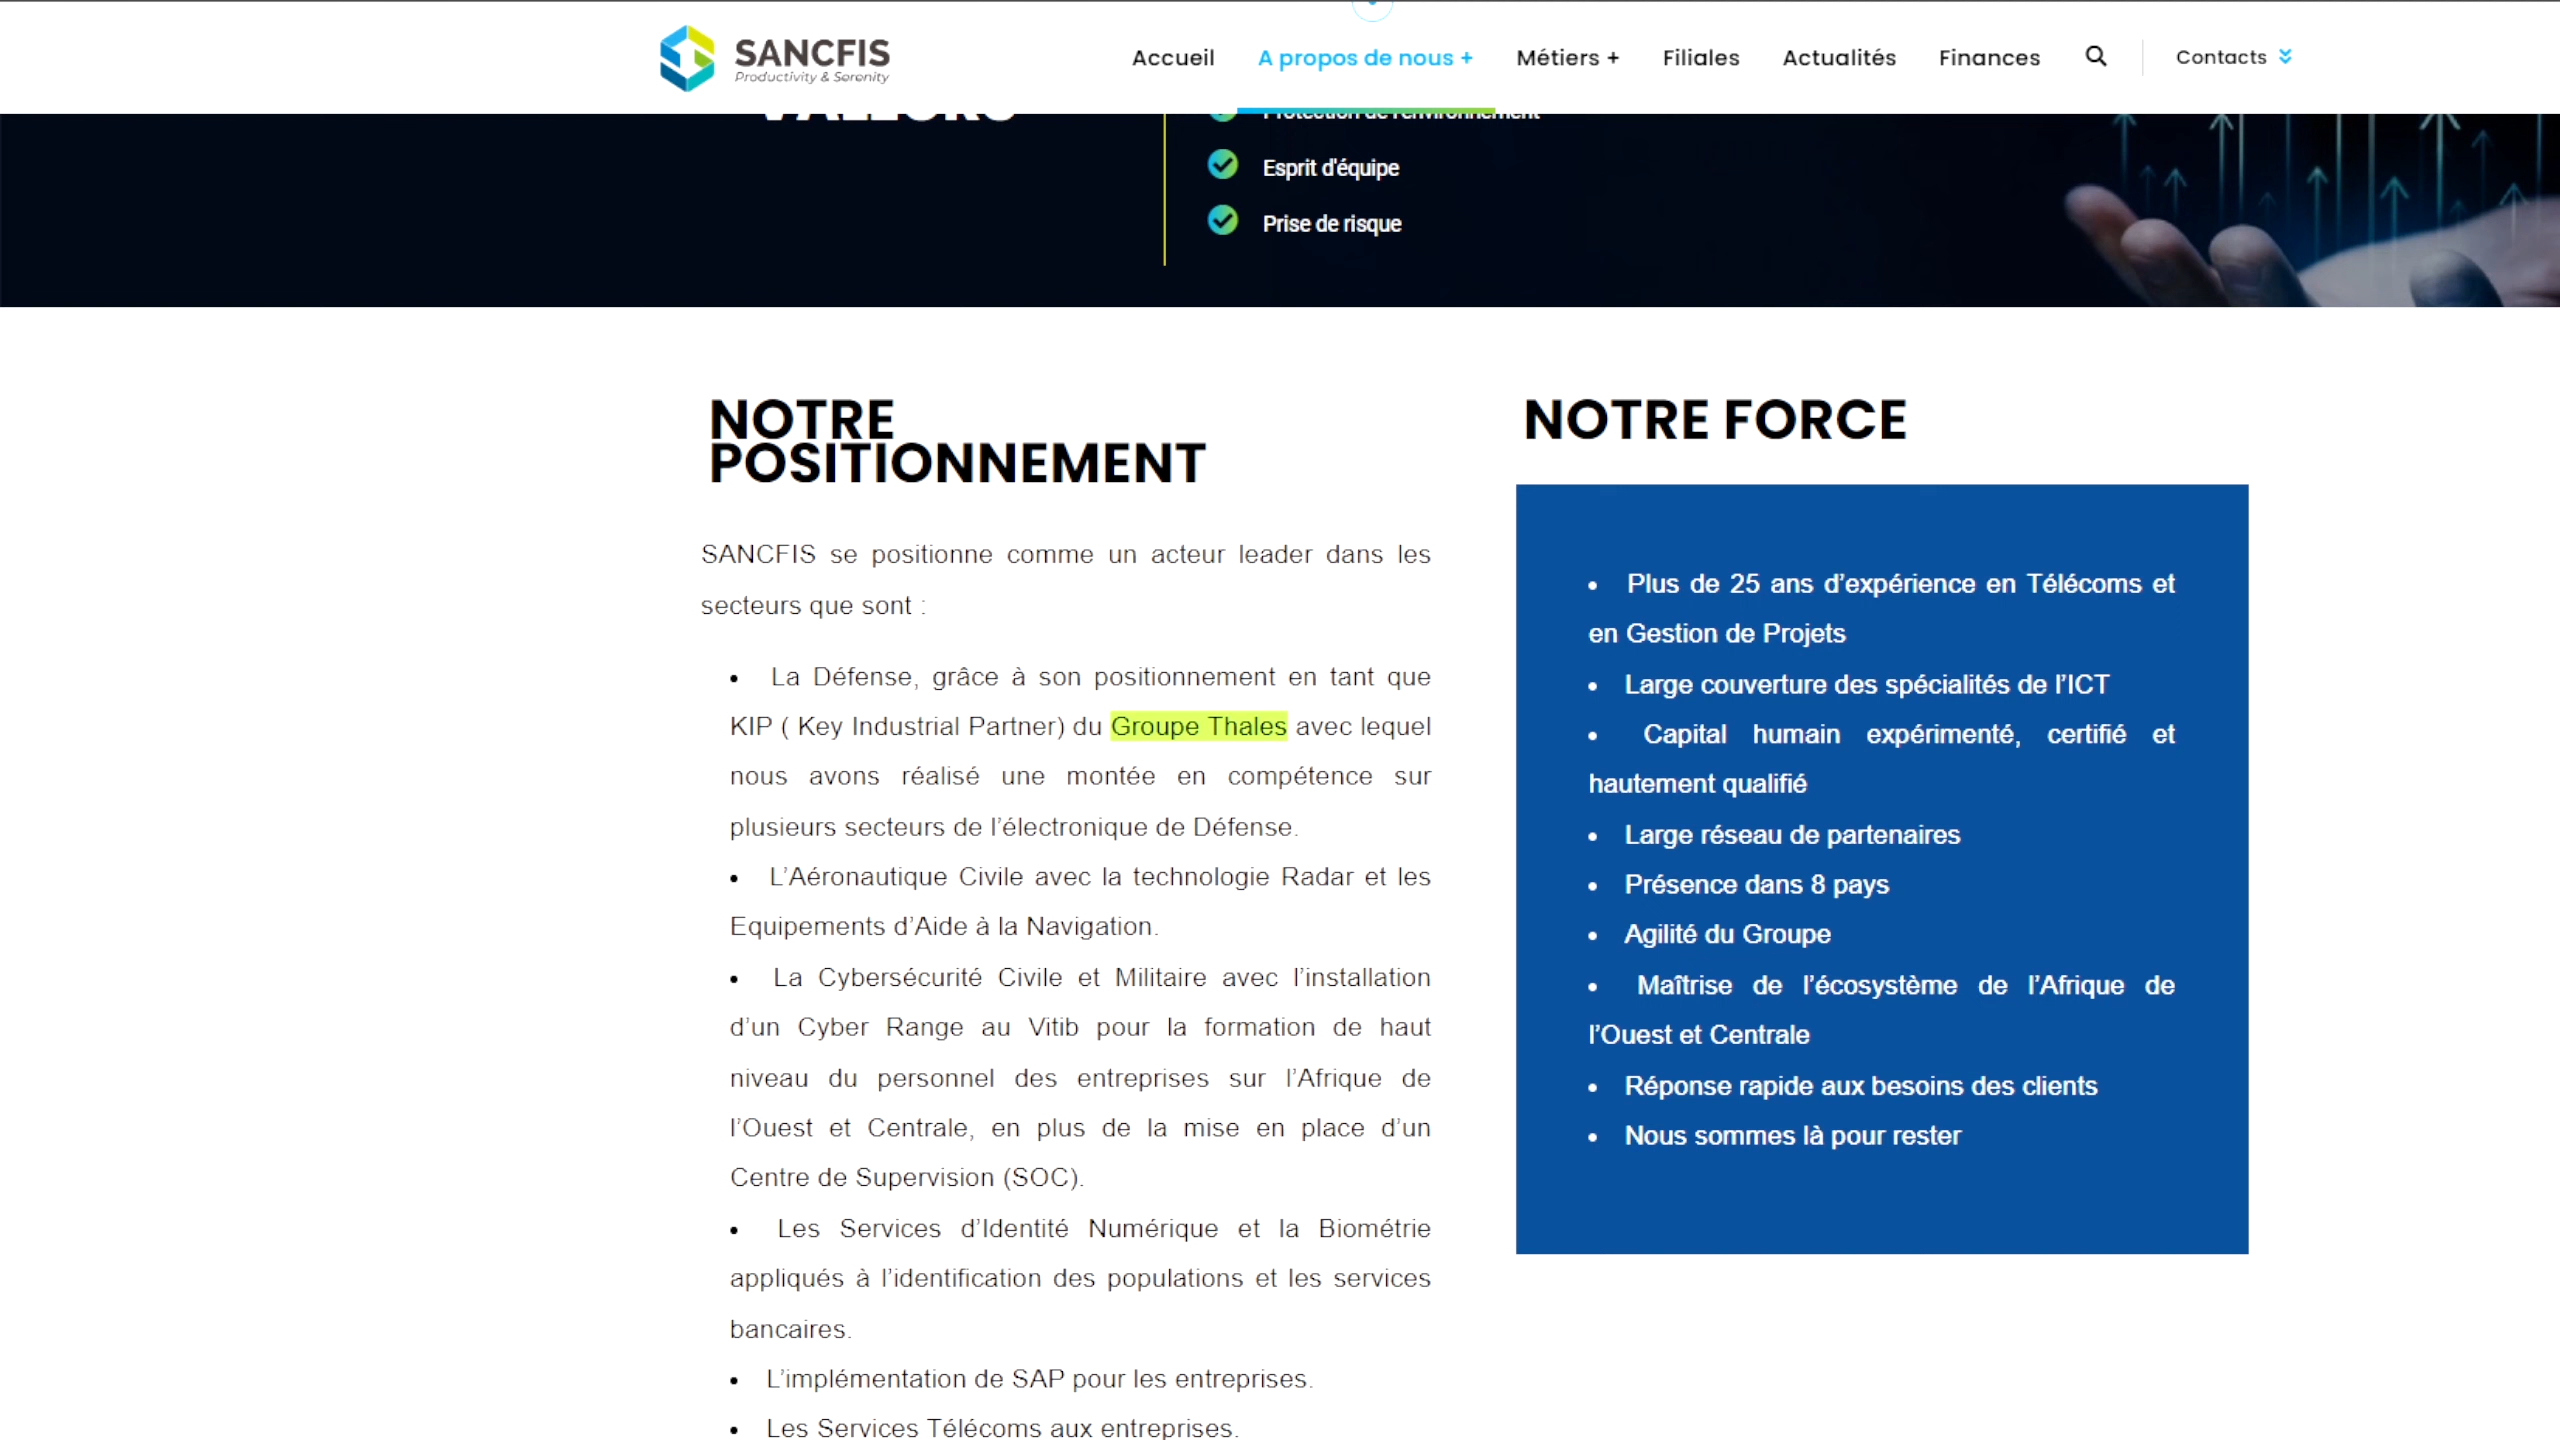 SANCFIS
Productivity & Serenity
Accueil
A propos de nous +
Métiers +
Filiales
Actualités
Finances
Contacts
VALEURS
Protection de l'environnement
Esprit d'équipe
Prise de risque
NOTRE
POSITIONNEMENT
SANCFIS se positionne comme un acteur leader dans les
secteurs que sont :
• La Défense, grâce à son positionnement en tant que
KIP ( Key Industrial Partner) du Groupe Thales avec lequel
nous avons réalisé une montée en compétence sur
plusieurs secteurs de l’électronique de Défense.
• L’Aéronautique Civile avec la technologie Radar et les
Equipements d’Aide à la Navigation.
• La Cybersécurité Civile et Militaire avec l’installation
d’un Cyber Range au Vitib pour la formation de haut
niveau du personnel des entreprises sur l’Afrique de
l’Ouest et Centrale, en plus de la mise en place d’un
Centre de Supervision (SOC).
• Les Services d’Identité Numérique et la Biométrie
appliqués à l’identification des populations et les services
bancaires.
• L’implémentation de SAP pour les entreprises.
• Les Services Télécoms aux entreprises.
NOTRE FORCE
• Plus de 25 ans d’expérience en Télécoms et
en Gestion de Projets
• Large couverture des spécialités de l’ICT
• Capital humain expérimenté, certifié et
hautement qualifié
• Large réseau de partenaires
• Présence dans 8 pays
• Agilité du Groupe
• Maîtrise de l’écosystème de l’Afrique de
l’Ouest et Centrale
• Réponse rapide aux besoins des clients
• Nous sommes là pour rester